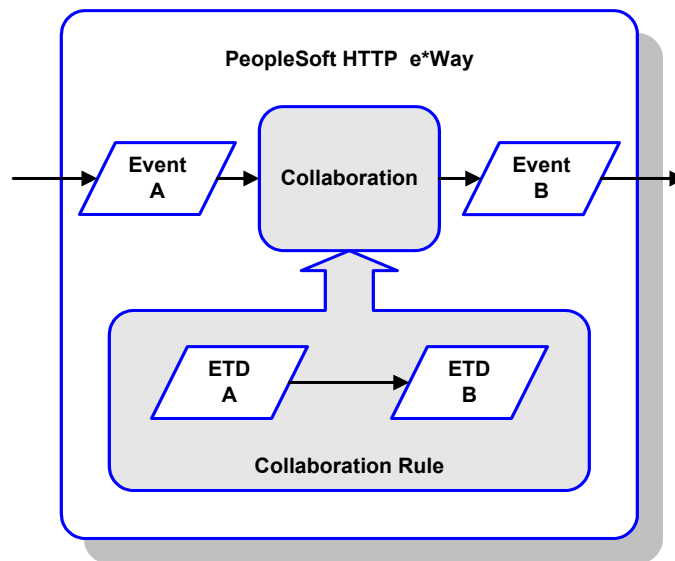 PeopleSoft HTTP e*Way
Event
A
Collaboration
Event
B
ETD
A
ETD
B
Collaboration Rule